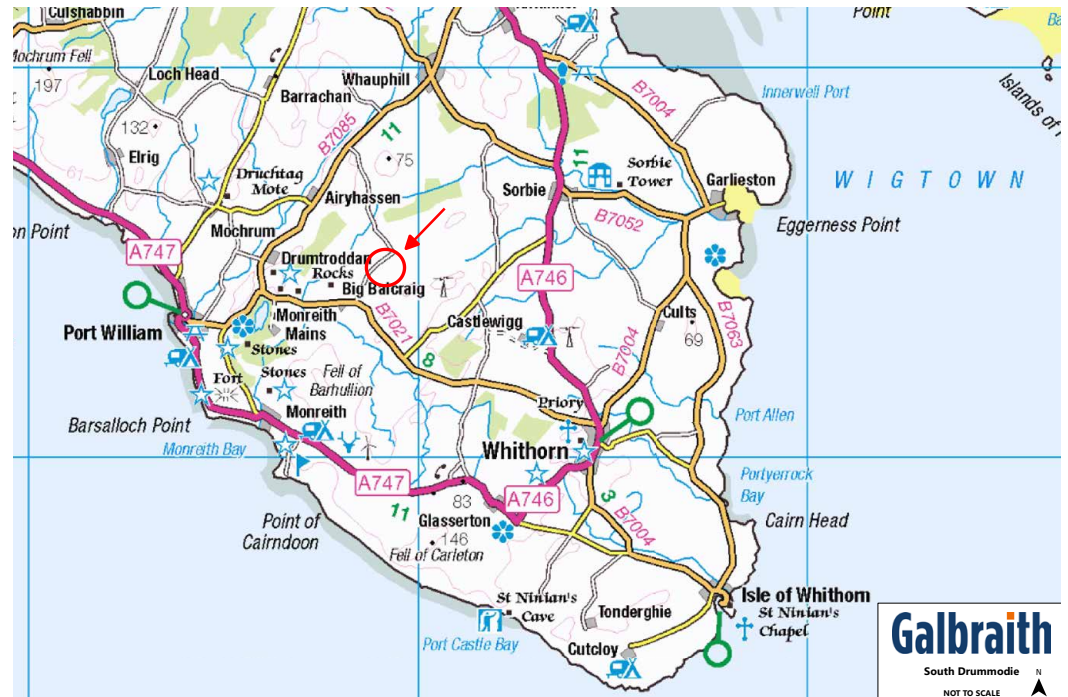 Culshabbin
Point
Mochrum Fell
197
Loch Head
Whauphill
Barrachan
B7004
Innerwell Port
Islands of
132
B7085
11
75
Elrig
61
Druchtag
Mote
11
Sorbie
Tower
Garlieston
WIGTOWN
Airyhassen
Sorbie
B7052
Eggerness Point
on Point
Mochrum
A747
Drumtroddan
Rocks
Big Balcraig
A746
Port William
Monreith
Mains
B7021
Castlewigg
Cults
69
B7063
Stones
8
B7004
Fort
Stones
Fell of
Barhullion
Priory
Barsalloch Point
Monreith
Port Allen
Monreith Bay
Whithorn
A747
11
83
A746
3
Portyerrock
Bay
Point of
Cairndoon
Glasserton
146
Fell of Carleton
B7004
Cairn Head
St Ninian's
Cave
Tonderghie
Isle of Whithorn
St Ninian's
Chapel
Port Castle Bay
Cutcloy
Galbraith
South Drummodie
N
NOT TO SCALE